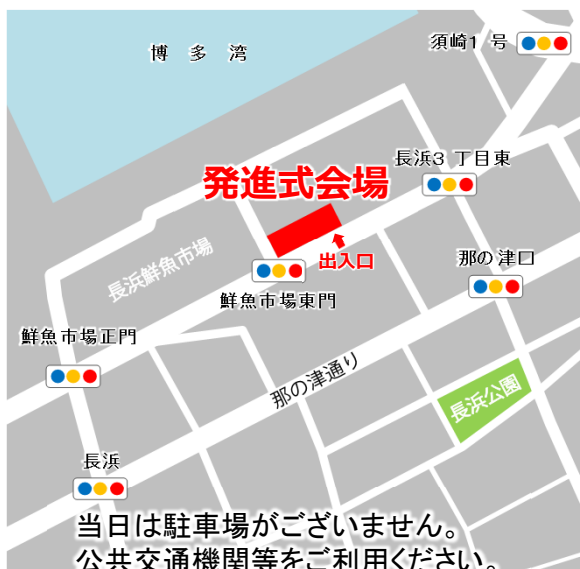 博多湾
須崎1号
長浜3丁目東
発進式会場
出入口
那の津口
長浜鮮魚市場
鮮魚市場東門
鮮魚市場正門
那の津通り
長浜公園
長浜
当日は駐車場がございません。
公共交通機関等をご利用ください。